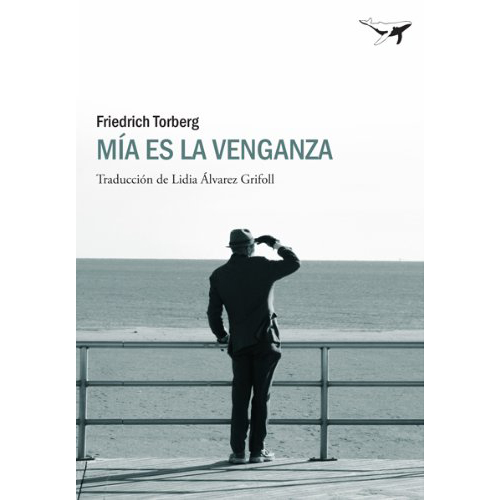 Friedrich Torberg
MÍA ES LA VENGANZA
Traducción de Lidia Álvarez Grifoll